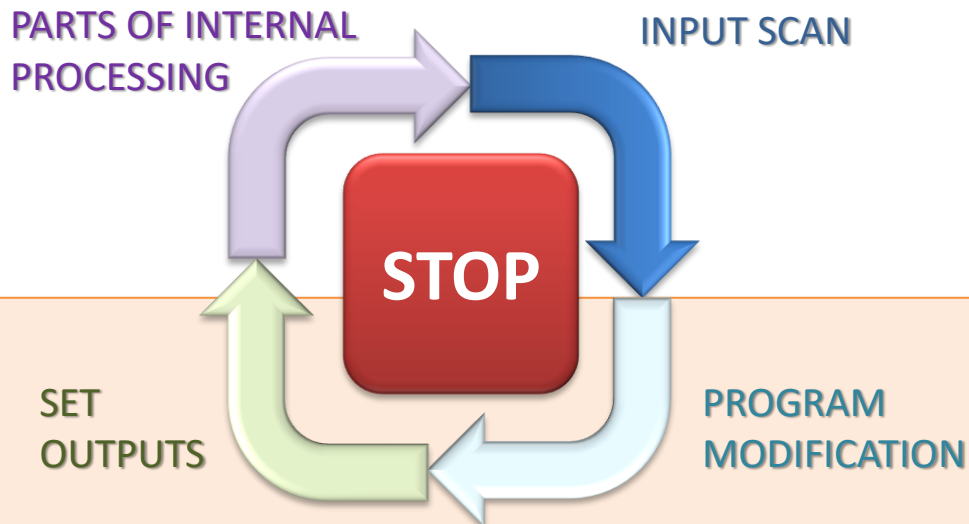 PARTS OF INTERNAL
PROCESSING
INPUT SCAN
STOP
SET
OUTPUTS
PROGRAM
MODIFICATION